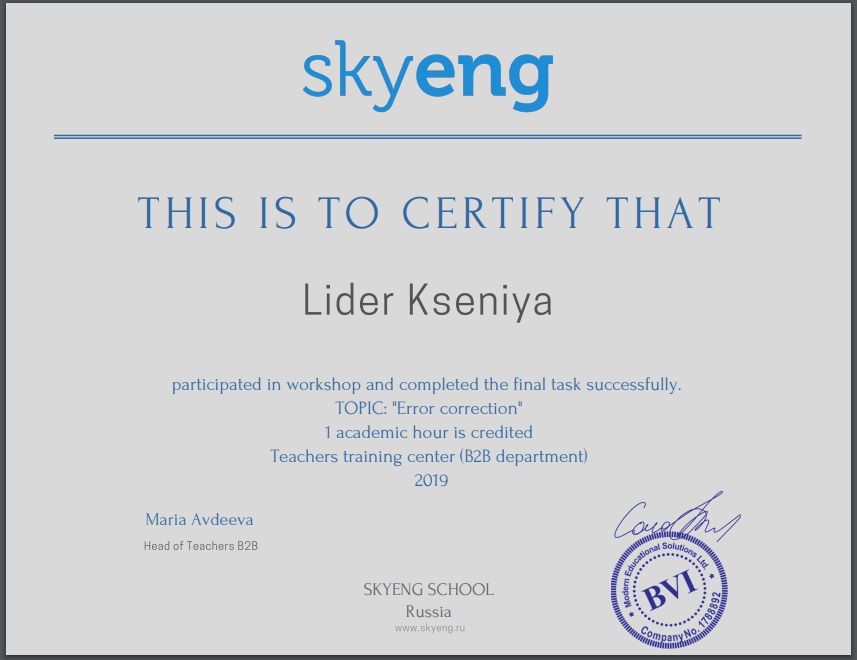 skyeng
THIS IS TO CERTIFY THAT
Lider Kseniya
participated in workshop and completed the final task successfully.
TOPIC: "Error correction"
1 academic hour is credited
Teachers training center (B2B department)
2019
Maria Avdeeva
Head of Teachers B2B
SKYENG SCHOOL
Russia
www.skyeng.ru
Modern Educational Solutions Ltd.
BVI
Company No. 1788892